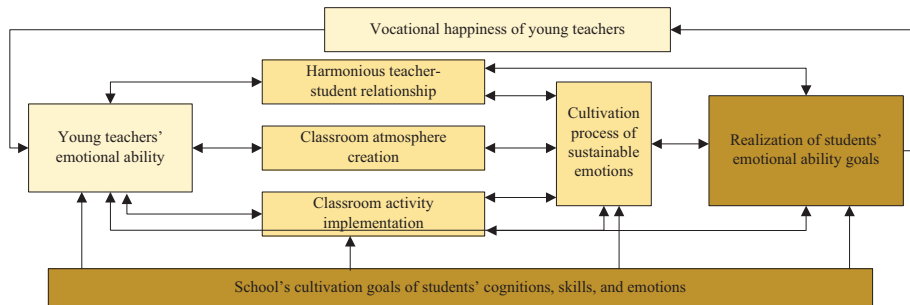 Vocational happiness of young teachers
Harmonious teacher-
student relationship
Young teachers’
emotional ability
Classroom atmosphere
creation
Cultivation
process of
sustainable
emotions
Realization of students’
emotional ability goals
Classroom activity
implementation
School’s cultivation goals of students’ cognitions, skills, and emotions